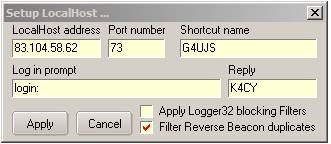 Setup LocalHost ...
LocalHost address Port number Shortcut name
83.104.58.62 73 G4UJS
Log in prompt Reply
login: K4CY
Apply Cancel Apply Logger32 blocking Filters
Filter Reverse Beacon duplicates